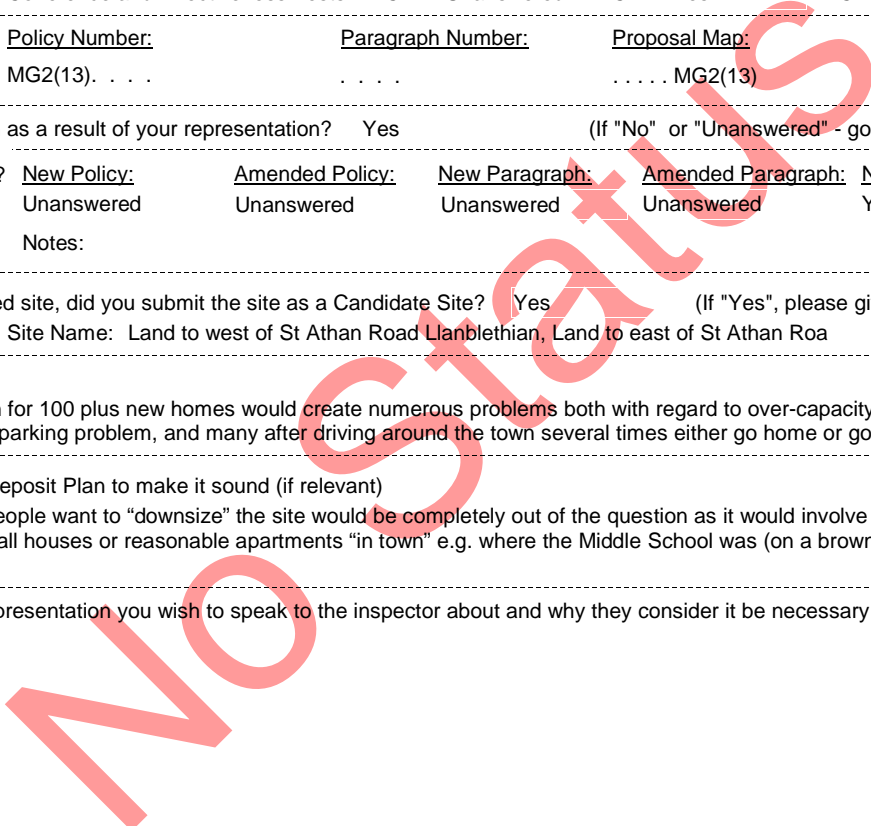 Policy Number: Paragraph Number: Proposal Map:
MG2(13). . . . . . . . . . . . . MG2(13)
as a result of your representation? Yes (If "No" or "Unanswered" - go
? New Policy: Amended Policy: New Paragraph: Amended Paragraph: N
Unanswered Unanswered Unanswered Unanswered Y
Notes:
ed site, did you submit the site as a Candidate Site? Yes (If "Yes", please gi
Site Name: Land to west of St Athan Road Llanblethian, Land to east of St Athan Roa
n for 100 plus new homes would create numerous problems both with regard to over-capacity
parking problem, and many after driving around the town several times either go home or go
eposit Plan to make it sound (if relevant)
eople want to “downsize” the site would be completely out of the question as it would involve
all houses or reasonable apartments “in town” e.g. where the Middle School was (on a brown
presentation you wish to speak to the inspector about and why they consider it be necessary
No Status